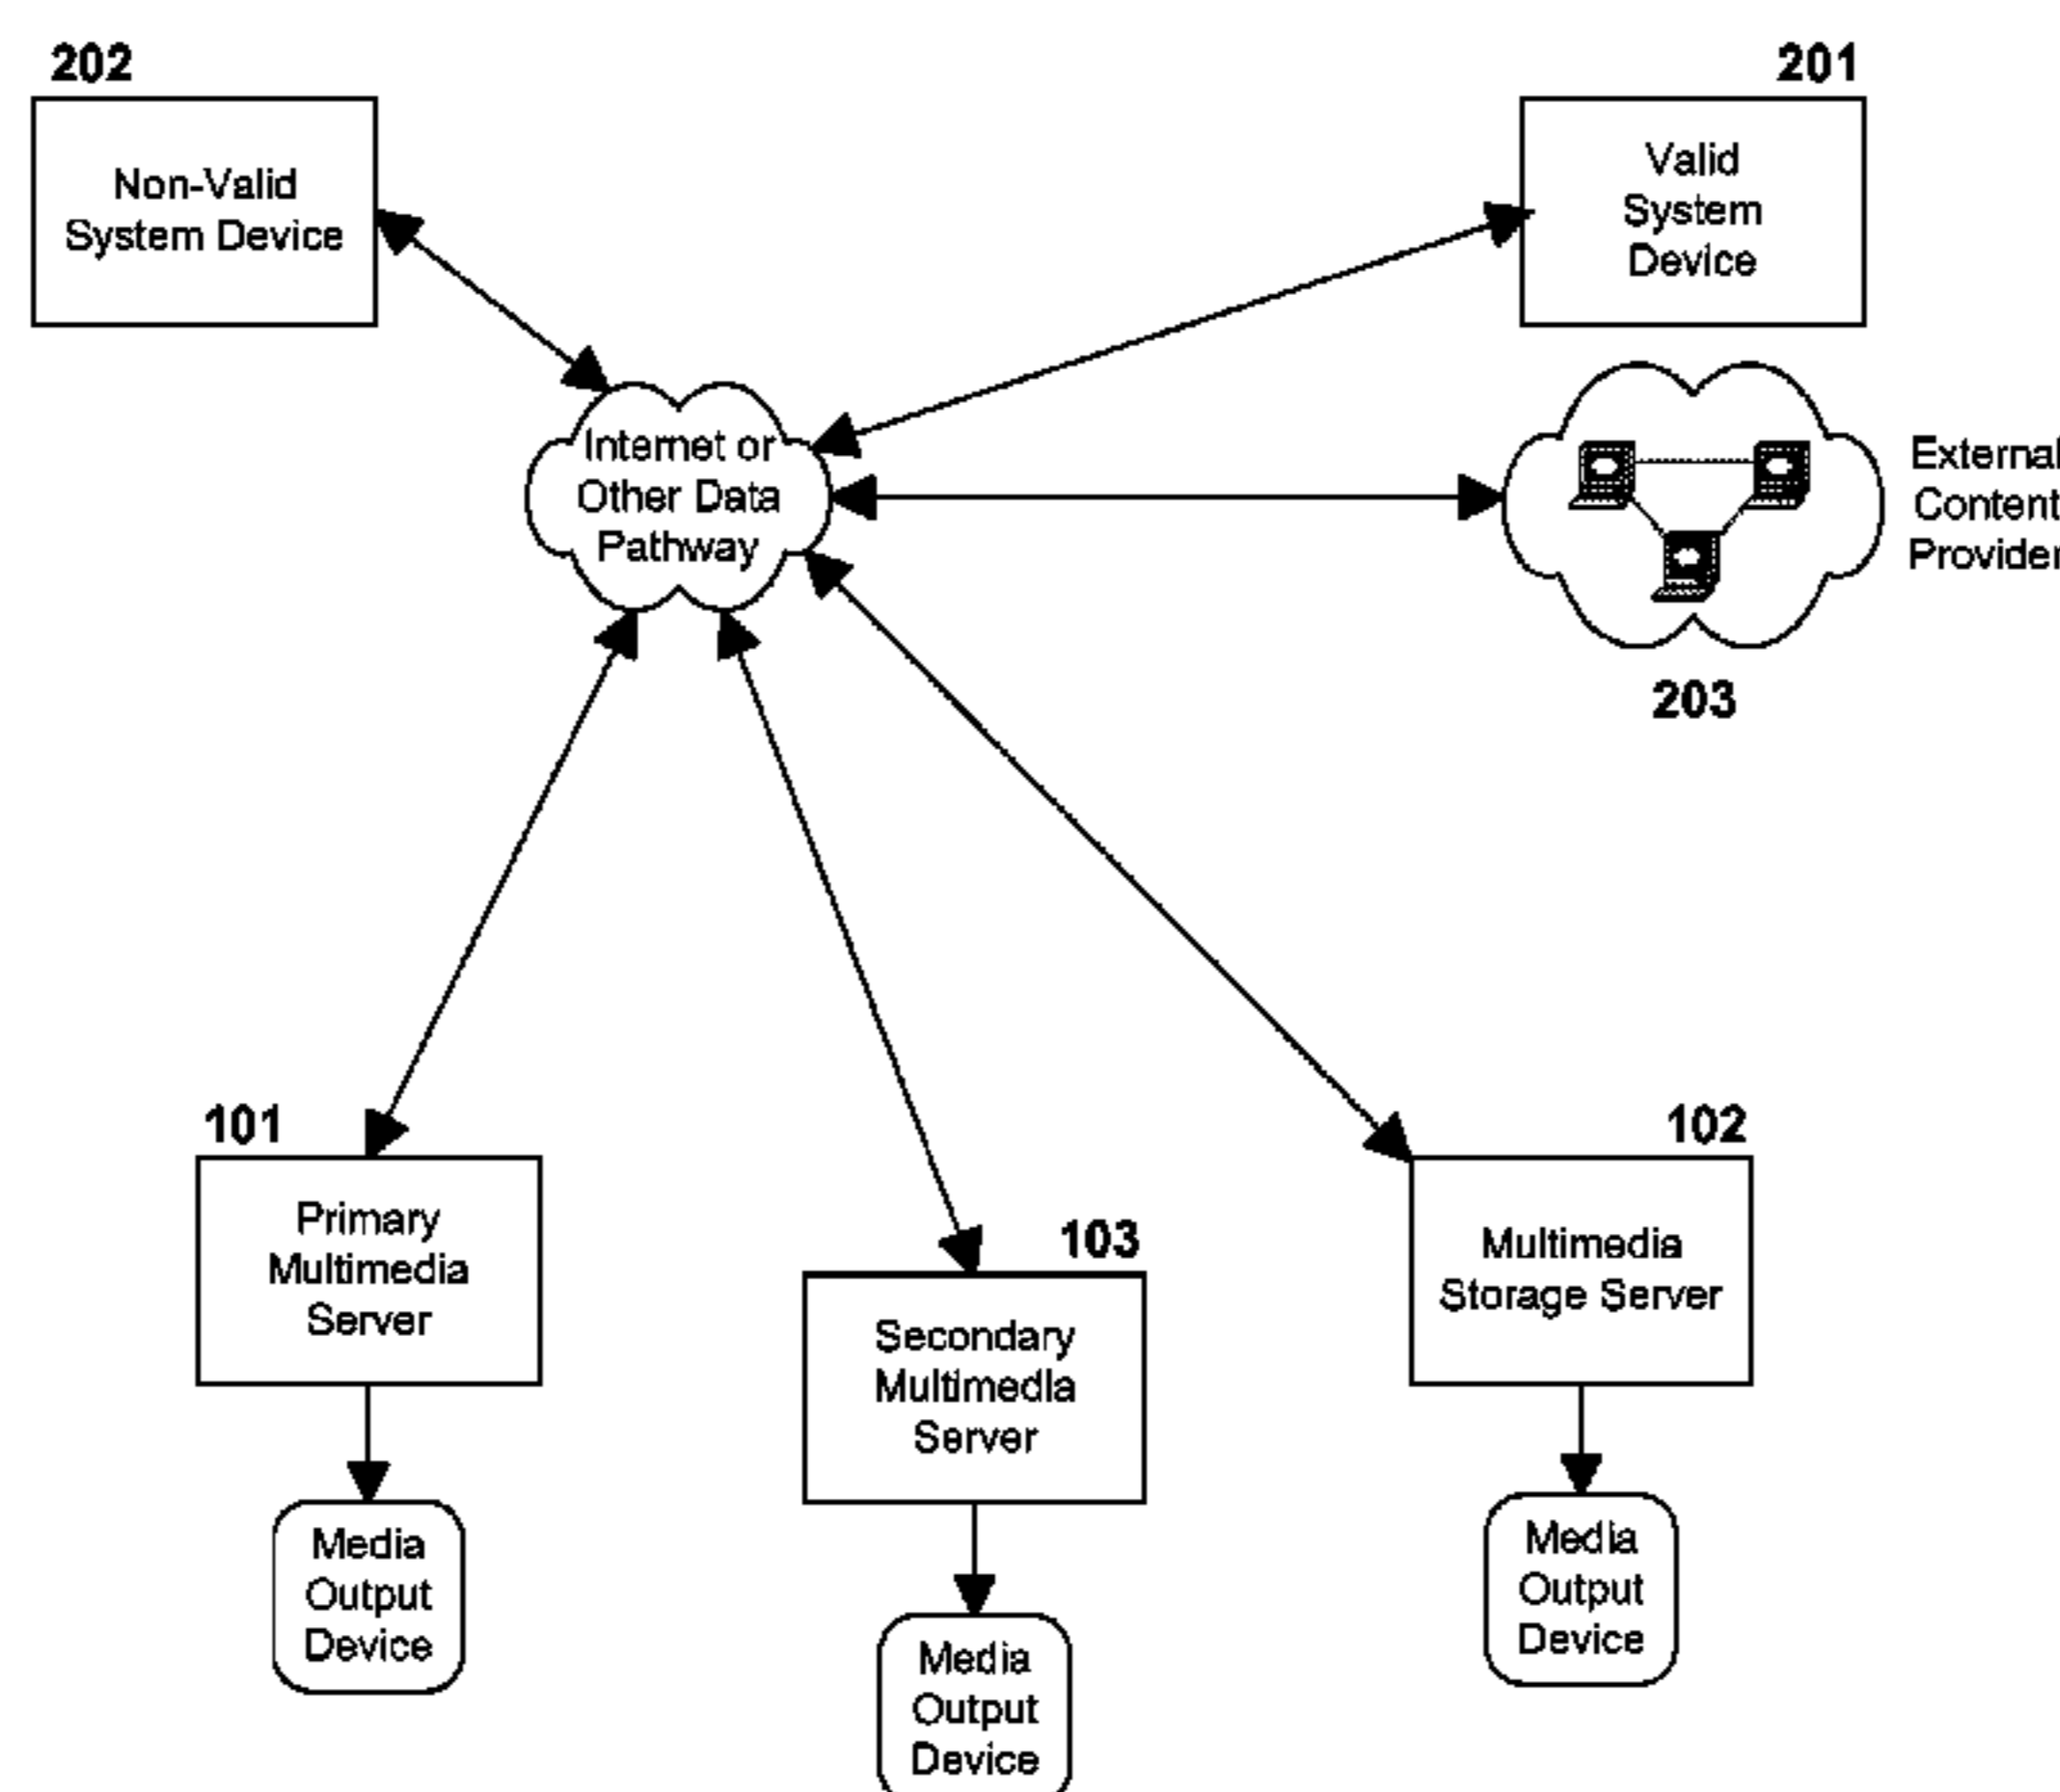 202
Non-Valid
System Device
201
Valid
System
Device
Internet or
Other Data
Pathway
External
Content
Provider
203
101
Primary
Multimedia
Server
103
Secondary
Multimedia
Server
102
Multimedia
Storage Server
Media
Output
Device
Media
Output
Device
Media
Output
Device